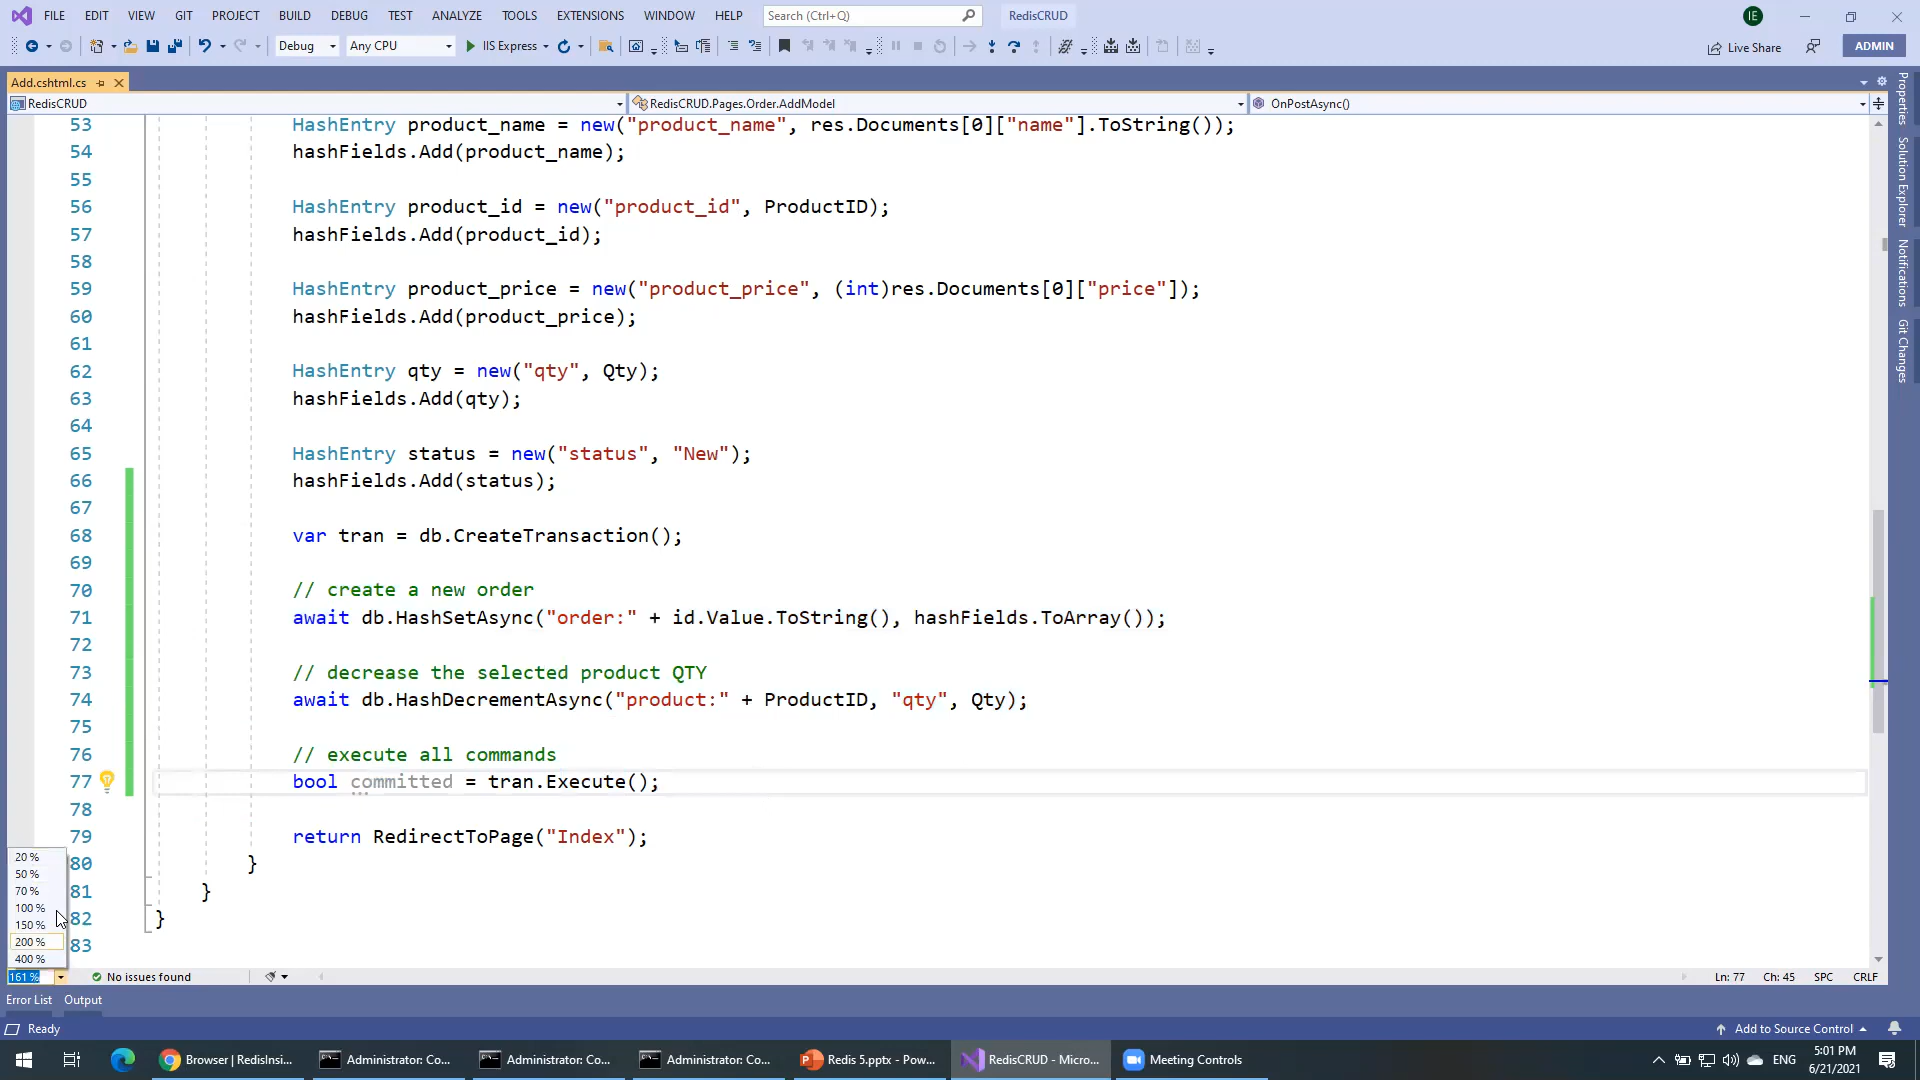 FILE EDIT VIEW GIT PROJECT BUILD DEBUG TEST ANALYZE TOOLS EXTENSIONS WINDOW HELP Search (Ctrl+Q) RedisCRUD IE
Debug Any CPU IIS Express Live Share ADMIN
Add.cshtml.cs
RedisCRUD RedisCRUD.Pages.Order.AddModel OnPostAsync()
53 HashEntry product_name = new("product_name", res.Documents[0]["name"].ToString());
54 hashFields.Add(product_name);
55
56 HashEntry product_id = new("product_id", ProductID);
57 hashFields.Add(product_id);
58
59 HashEntry product_price = new("product_price", (int)res.Documents[0]["price"]);
60 hashFields.Add(product_price);
61
62 HashEntry qty = new("qty", Qty);
63 hashFields.Add(qty);
64
65 HashEntry status = new("status", "New");
66 hashFields.Add(status);
67
68 var tran = db.CreateTransaction();
69
70 // create a new order
71 await db.HashSetAsync("order:" + id.Value.ToString(), hashFields.ToArray());
72
73 // decrease the selected product QTY
74 await db.HashDecrementAsync("product:" + ProductID, "qty", Qty);
75
76 // execute all commands
77 bool committed = tran.Execute();
78
79 return RedirectToPage("Index");
80 }
81 }
82 }
83
20 %
50 %
70 %
100 %
150 %
200 %
400 %
161 % No issues found Ln: 77 Ch: 45 SPC CRLF
Error List Output
Ready Add to Source Control
Properties
Solution Explorer
Notifications
Git Changes
Browser | RedisInsi... Administrator: Co... Administrator: Co... Administrator: Co... Redis 5.pptx - Pow... RedisCRUD - Micro... Meeting Controls ENG 5:01 PM
6/21/2021